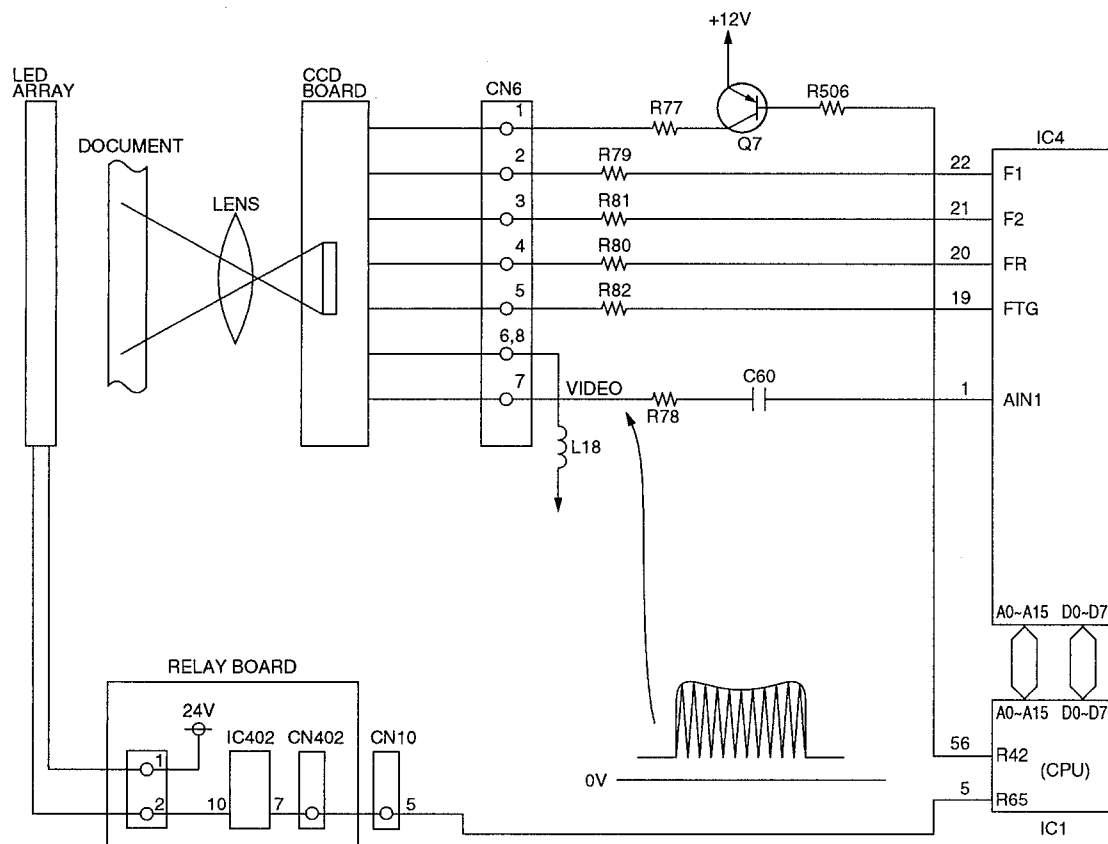 +12V
LED
ARRAY
CCD
BOARD
CN6
R77
Q7
R506
IC4
DOCUMENT
LENS
1
2
R79
22
F1
3
R81
21
F2
4
R80
20
FR
5
R82
19
FTG
6,8
7
VIDEO
R78
C60
1
AIN1
L18
A0~A15
D0~D7
RELAY BOARD
24V
IC402
CN402
CN10
A0~A15
D0~D7
1
56
R42
(CPU)
0V
2
10
7
5
5
R65
IC1